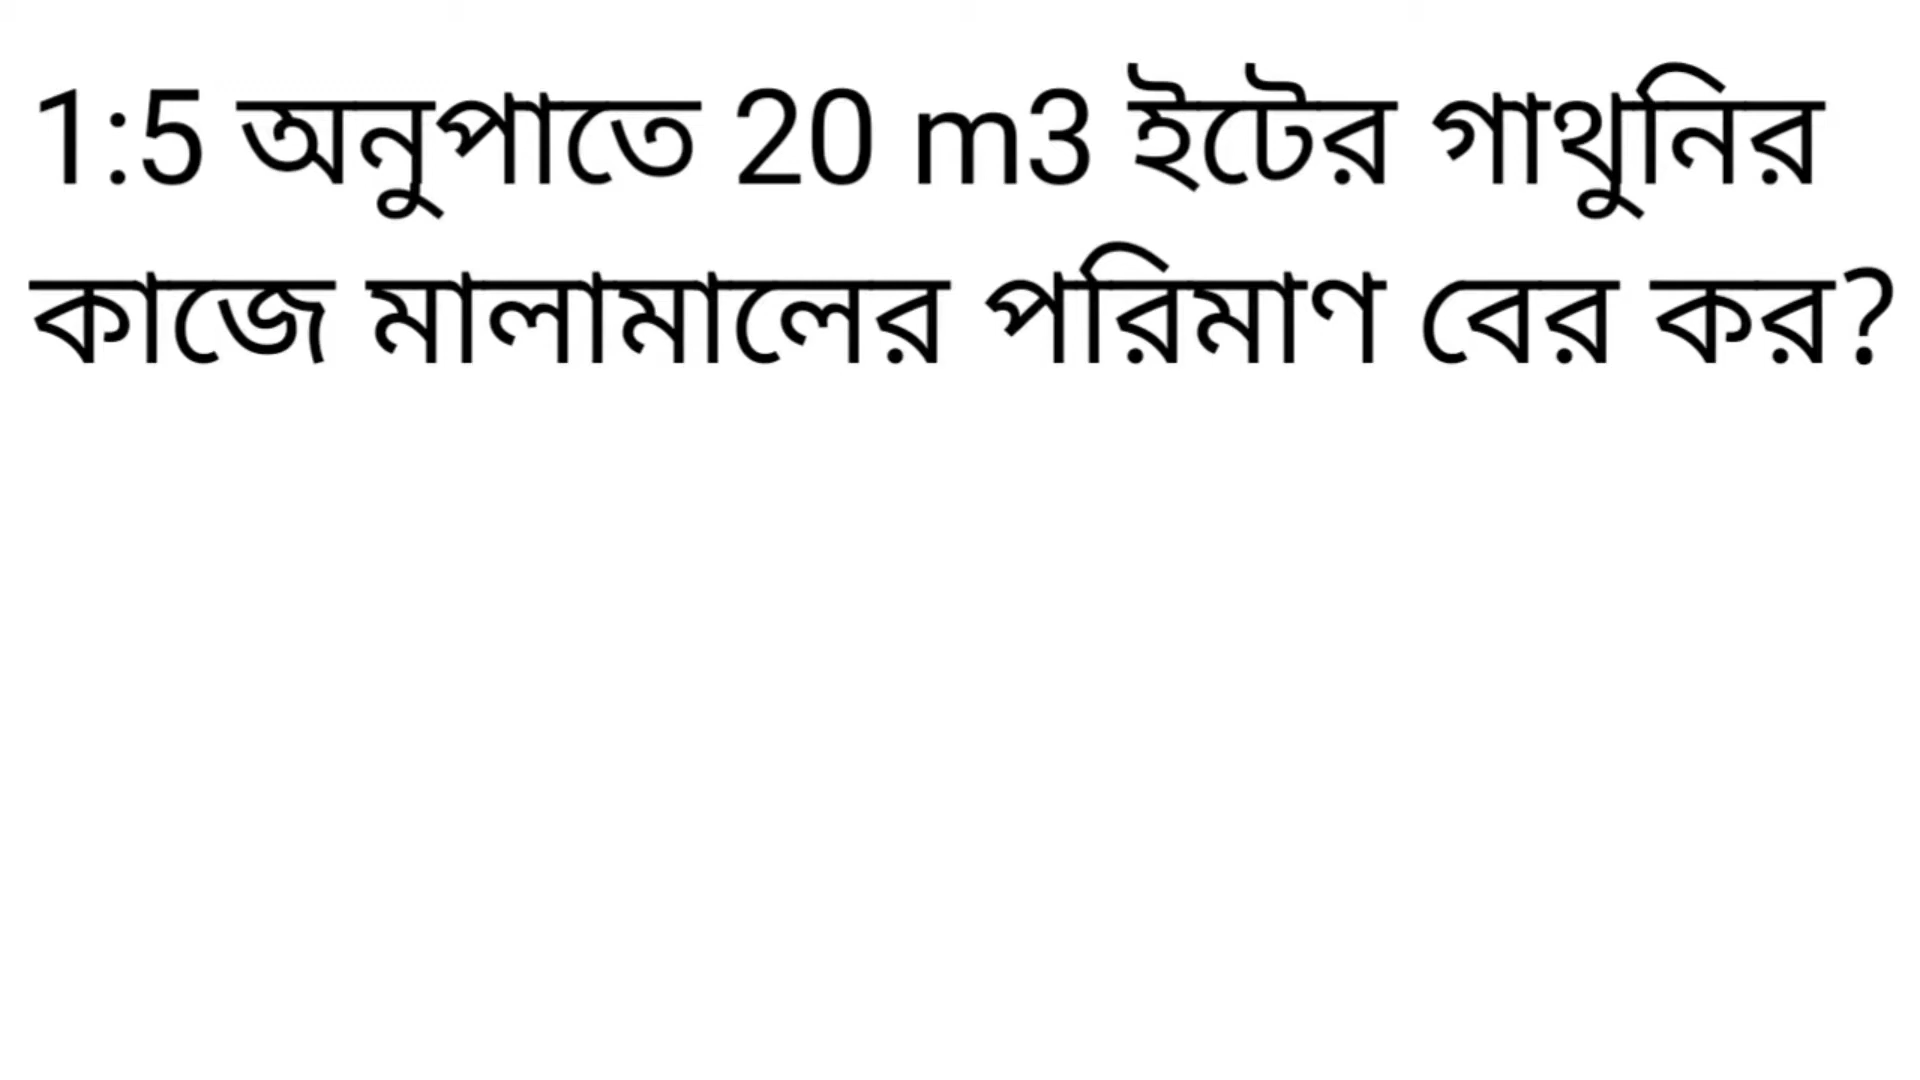 1:5 অনুপাতে 20 m3 ইটের গাথুনির
কাজে মালামালের পরিমাণ বের কর?